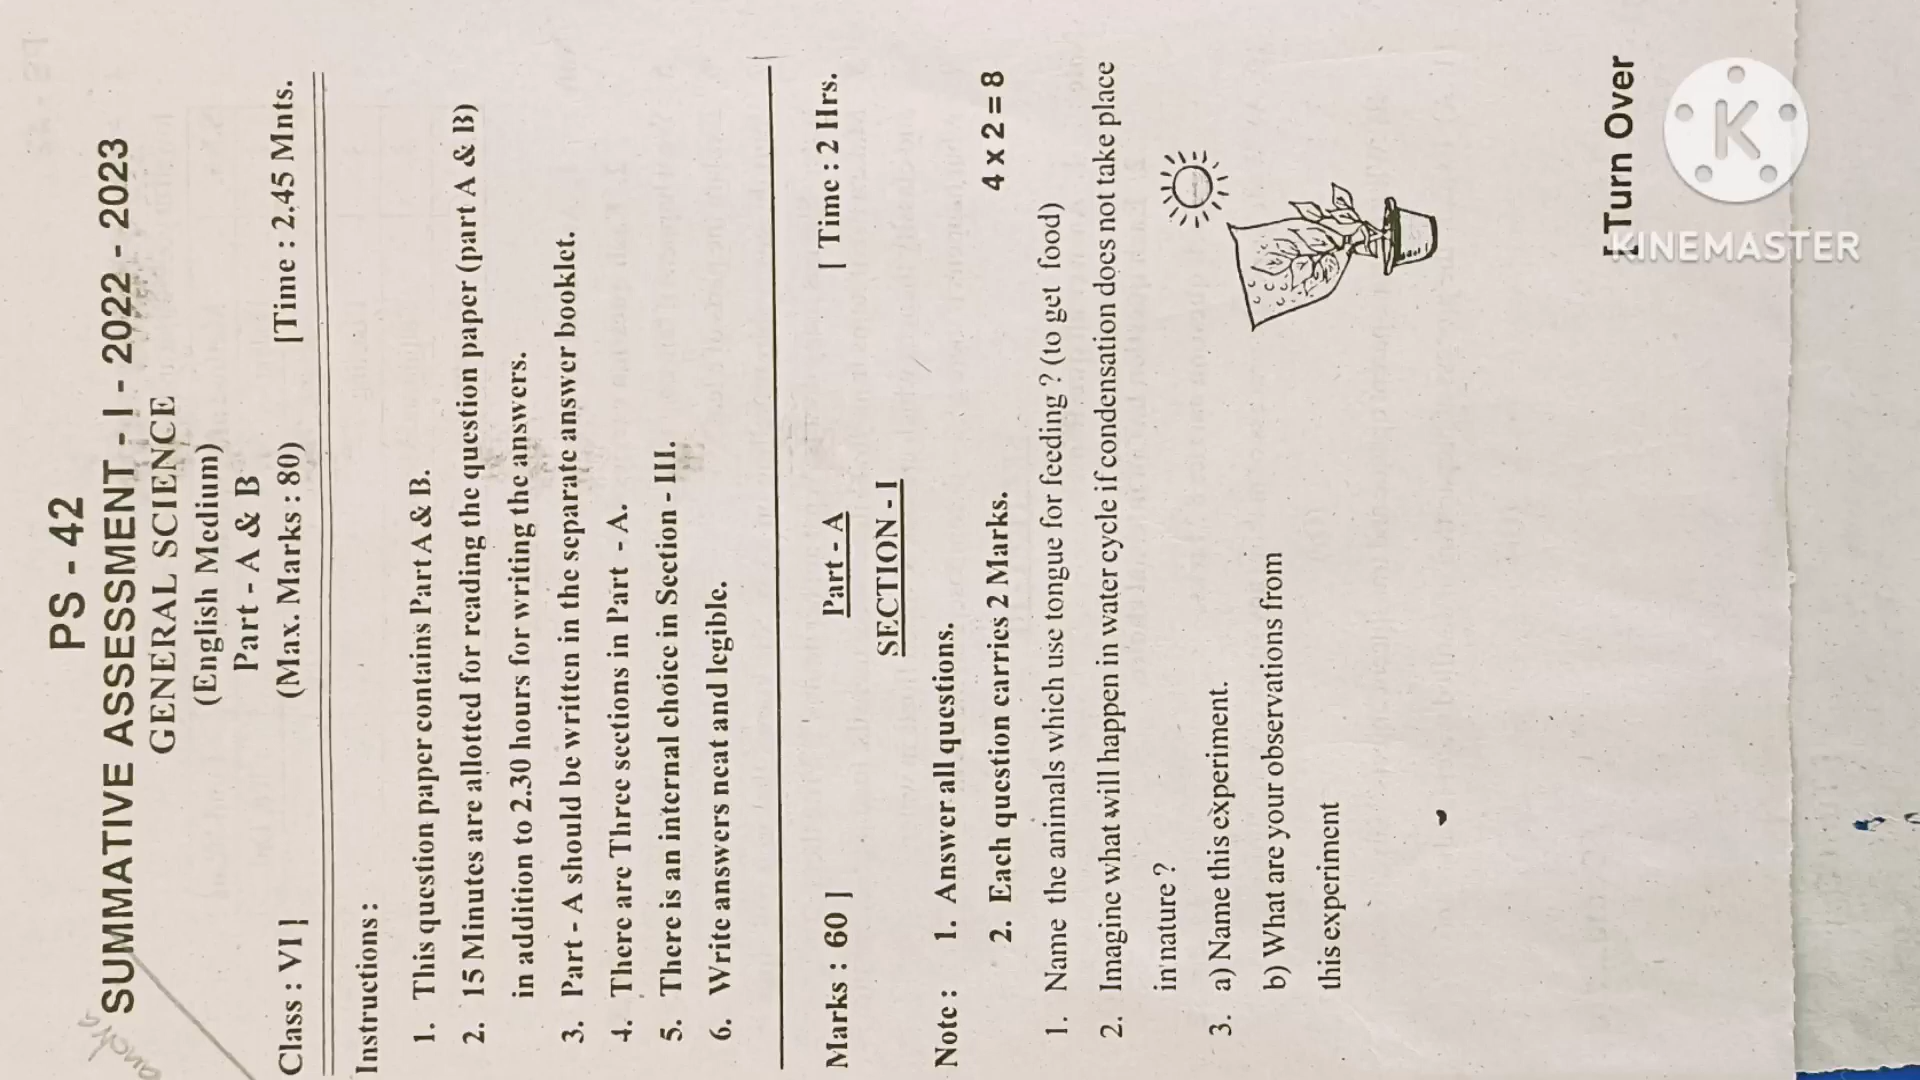 PS - 42
SUMMATIVE ASSESSMENT - I - 2022 - 2023
GENERAL SCIENCE
(English Medium)
Part - A & B
Class : VI ] (Max. Marks : 80) [Time : 2.45 Mnts.
Instructions :
1. This question paper contains Part A & B.
2. 15 Minutes are allotted for reading the question paper (part A & B)
in addition to 2.30 hours for writing the answers.
3. Part - A should be written in the separate answer booklet.
4. There are Three sections in Part - A.
5. There is an internal choice in Section - III.
6. Write answers neat and legible.
Part - A
Marks : 60 ] [ Time : 2 Hrs.
SECTION - I
Note : 1. Answer all questions.
2. Each question carries 2 Marks. 4 x 2 = 8
1. Name the animals which use tongue for feeding ? (to get food)
2. Imagine what will happen in water cycle if condensation does not take place
in nature ?
3. a) Name this experiment.
b) What are your observations from
this experiment
[ Turn Over
K
KINEMASTER